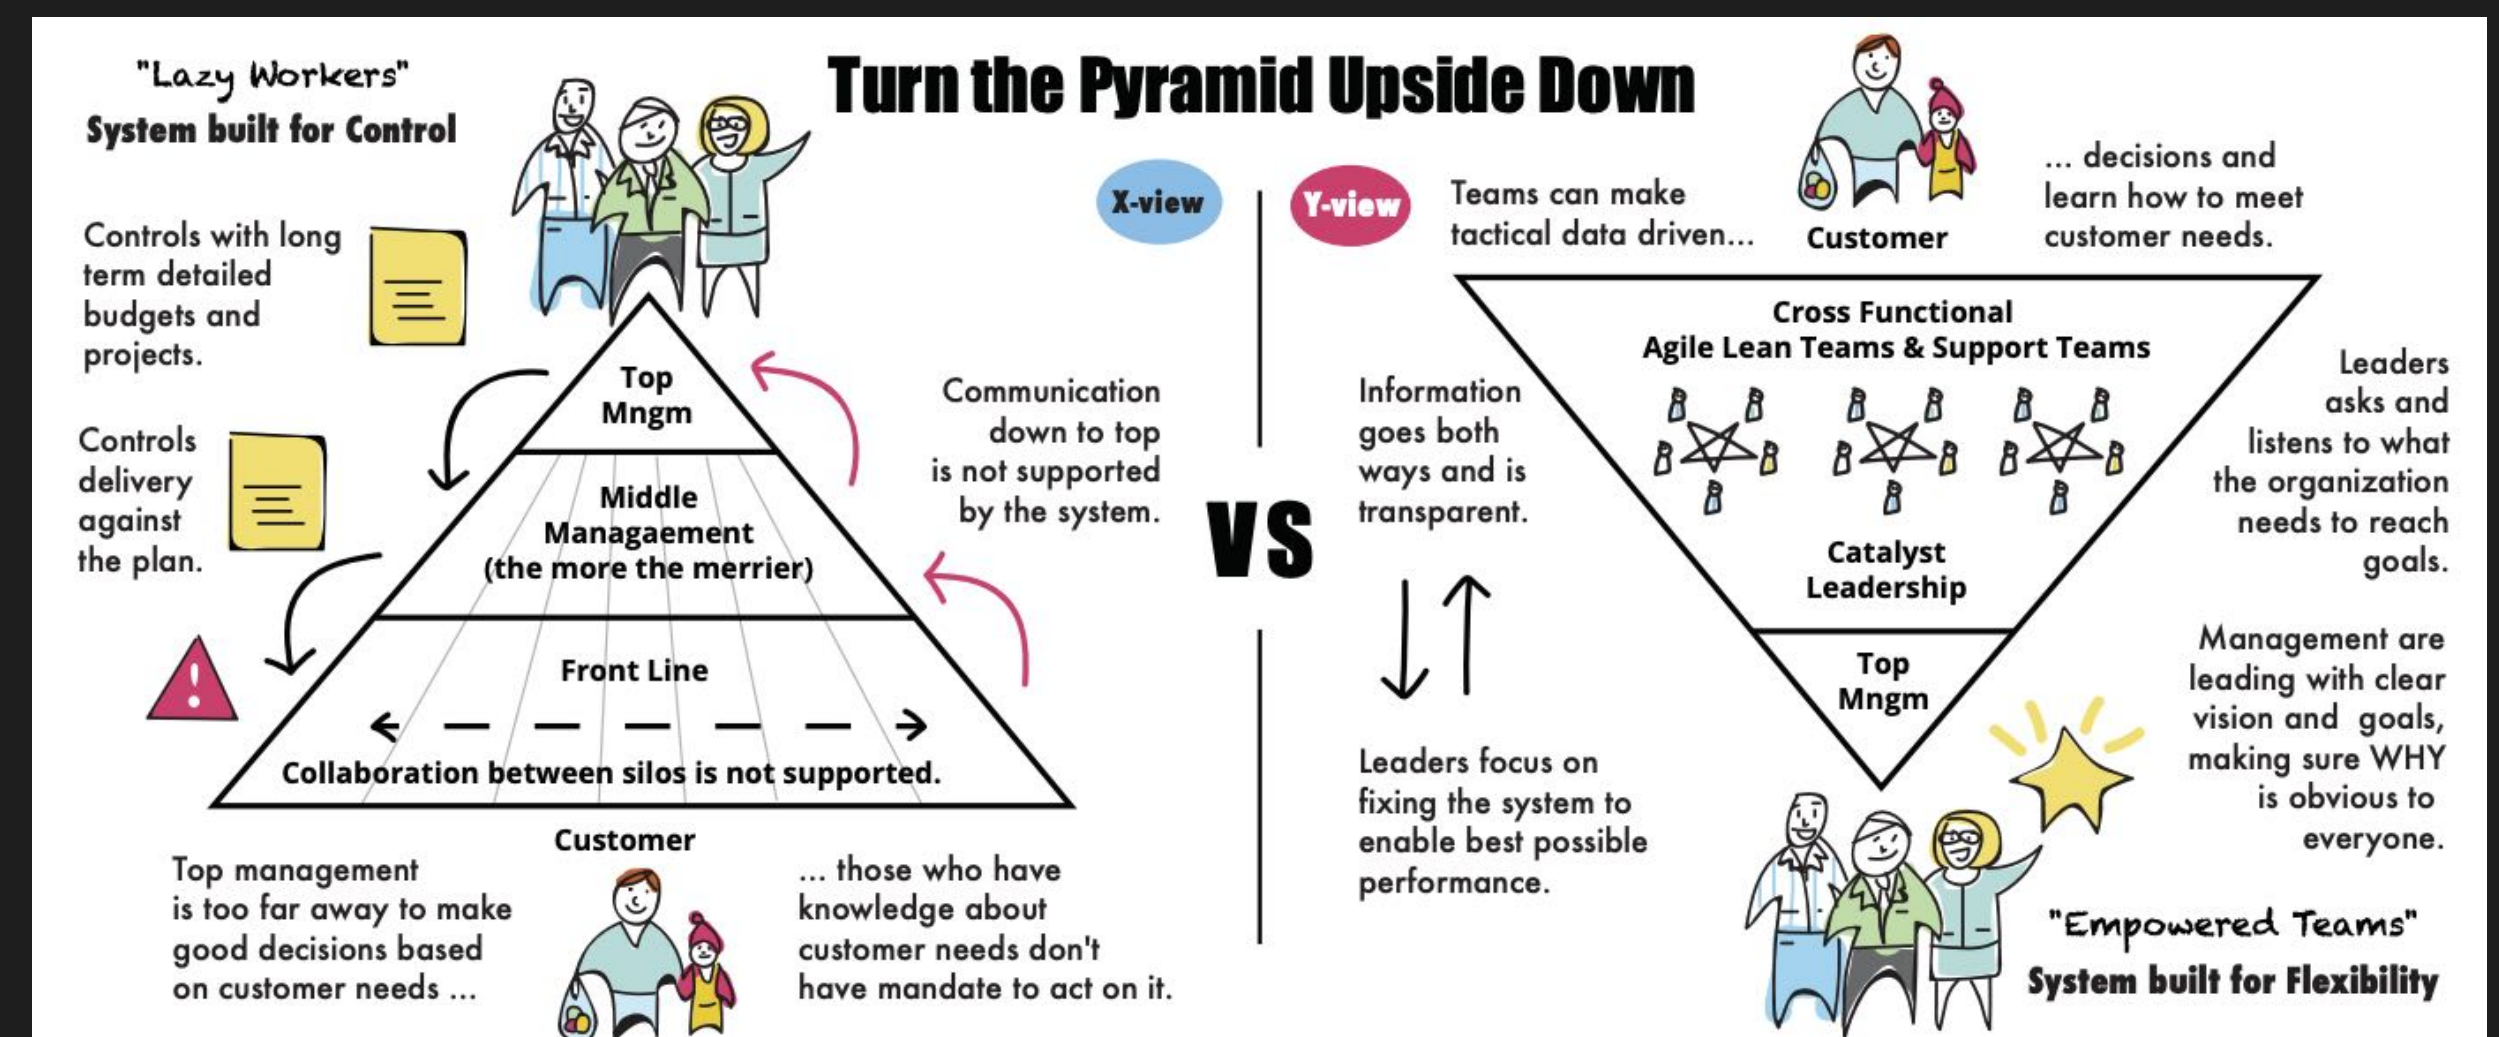 Turn the Pyramid Upside Down
"Lazy Workers"
System built for Control
Controls with long
term detailed
budgets and
projects.
Controls
delivery
against
the plan.
!
Top
Mngm
Middle
Managaement
(the more the merrier)
Front Line
Collaboration between silos is not supported.
Communication
down to top
is not supported
by the system.
Customer
Top management
is too far away to make
good decisions based
on customer needs ...
... those who have
knowledge about
customer needs don't
have mandate to act on it.
X-view
VS
Y-view
Teams can make
tactical data driven...
Customer
... decisions and
learn how to meet
customer needs.
Cross Functional
Agile Lean Teams & Support Teams
Catalyst
Leadership
Top
Mngm
Information
goes both
ways and is
transparent.
Leaders focus on
fixing the system to
enable best possible
performance.
Leaders
asks and
listens to what
the organization
needs to reach
goals.
Management are
leading with clear
vision and goals,
making sure WHY
is obvious to
everyone.
"Empowered Teams"
System built for Flexibility